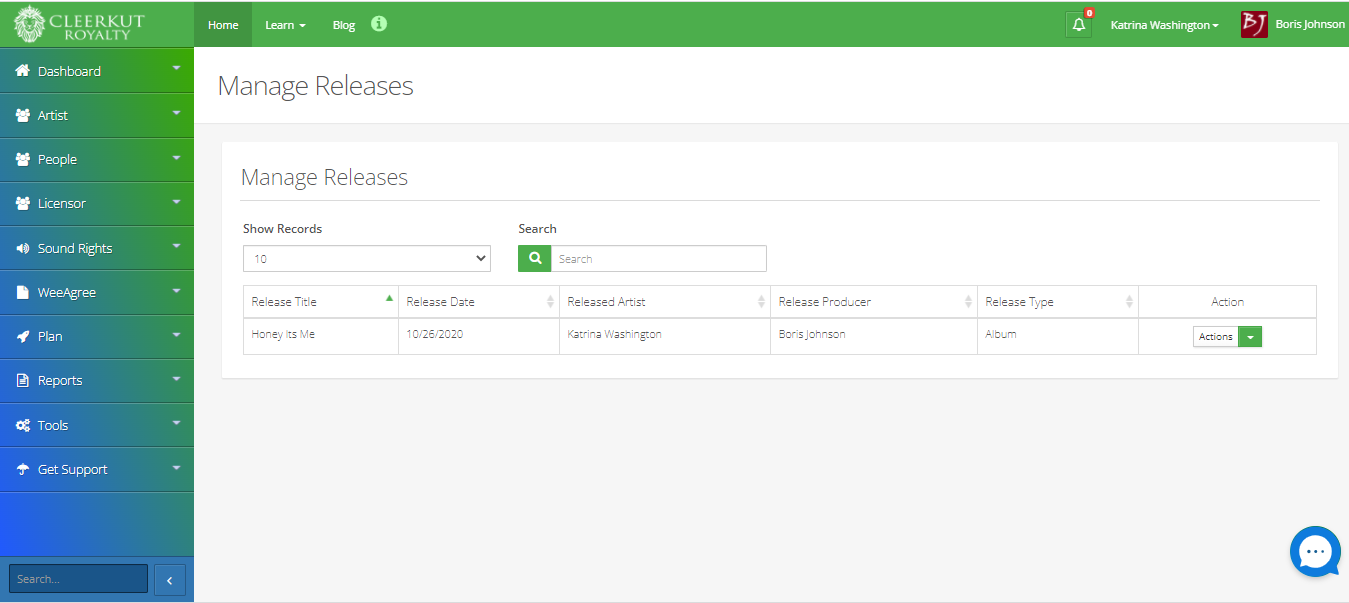 CLEERKUT
ROYALTY
Home Learn Blog
0
Katrina Washington
BJ
Boris Johnson
Dashboard
Artist
People
Licensor
Sound Rights
WeeAgree
Plan
Reports
Tools
Get Support
Search...
Manage Releases
Manage Releases
Show Records Search
10 Search
Release Title Release Date Released Artist Release Producer Release Type Action
Honey Its Me 10/26/2020 Katrina Washington Boris Johnson Album Actions